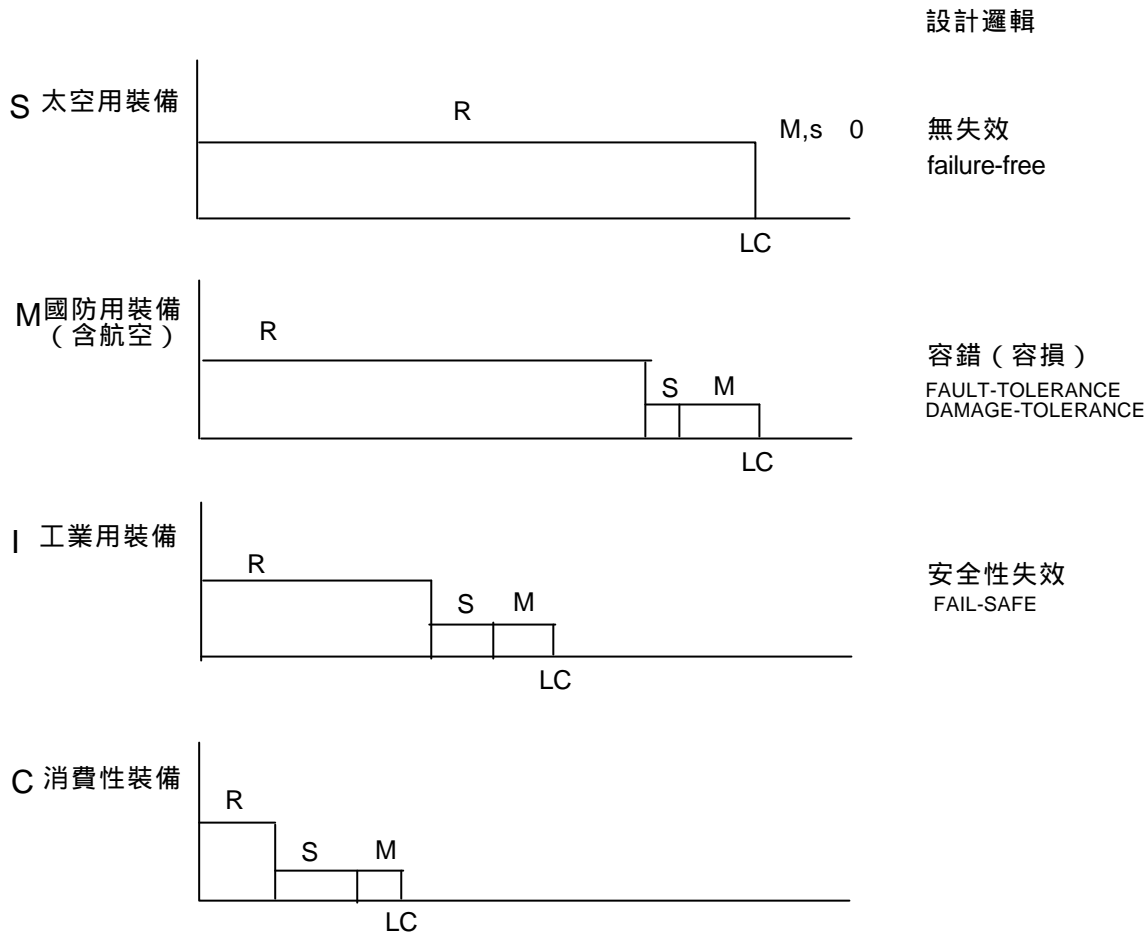 設計邏輯
S 太空用裝備
R
M,s 0
無失效
failure-free
LC
M國防用裝備
（含航空）
R
S M
容錯（容損）
FAULT-TOLERANCE
DAMAGE-TOLERANCE
LC
I 工業用裝備
R
S M
安全性失效
FAIL-SAFE
LC
C 消費性裝備
R
S M
LC